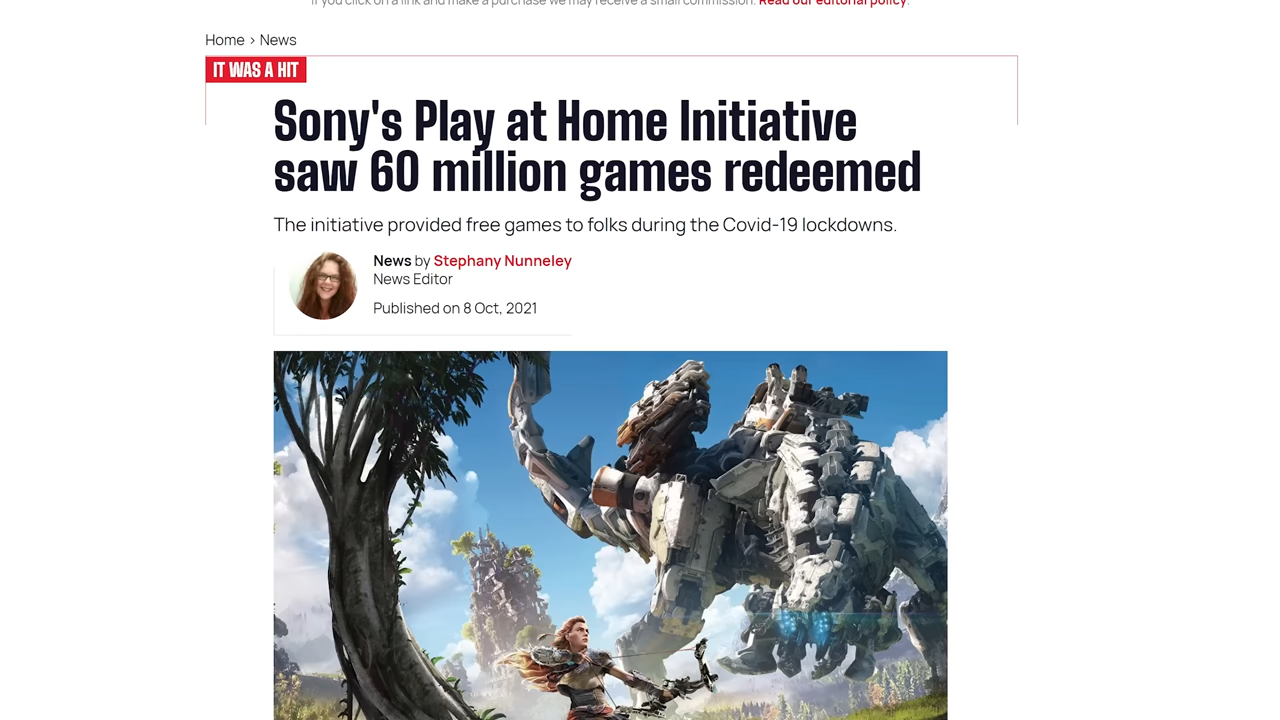 If you click on a link and make a purchase we may receive a small commission. Read our editorial policy.
Home > News
IT WAS A HIT
Sony's Play at Home Initiative
saw 60 million games redeemed
The initiative provided free games to folks during the Covid-19 lockdowns.
News by Stephany Nunneley
News Editor
Published on 8 Oct, 2021